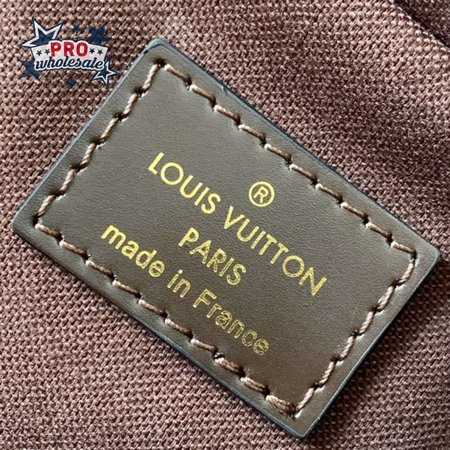 PRO
wholesale
®
LOUIS VUITTON
PARIS
made in France